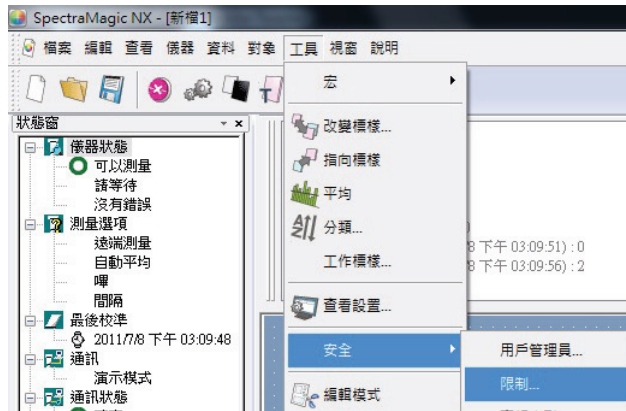 SpectraMagic NX - [新檔1]
檔案 編輯 查看 儀器 資料 對象 工具 視窗 說明
狀態窗
儀器狀態
可以測量
請等待
沒有錯誤
測量選項
遠端測量
自動平均
嗶
間隔
最後校準
2011/7/8 下午 03:09:48
通訊
演示模式
通訊狀態
宏
改變標樣...
指向標樣
平均
分類...
工作標樣...
查看設置...
安全
編輯模式
8 下午 03:09:51) : 0
8 下午 03:09:56) : 2
用戶管理員...
限制...